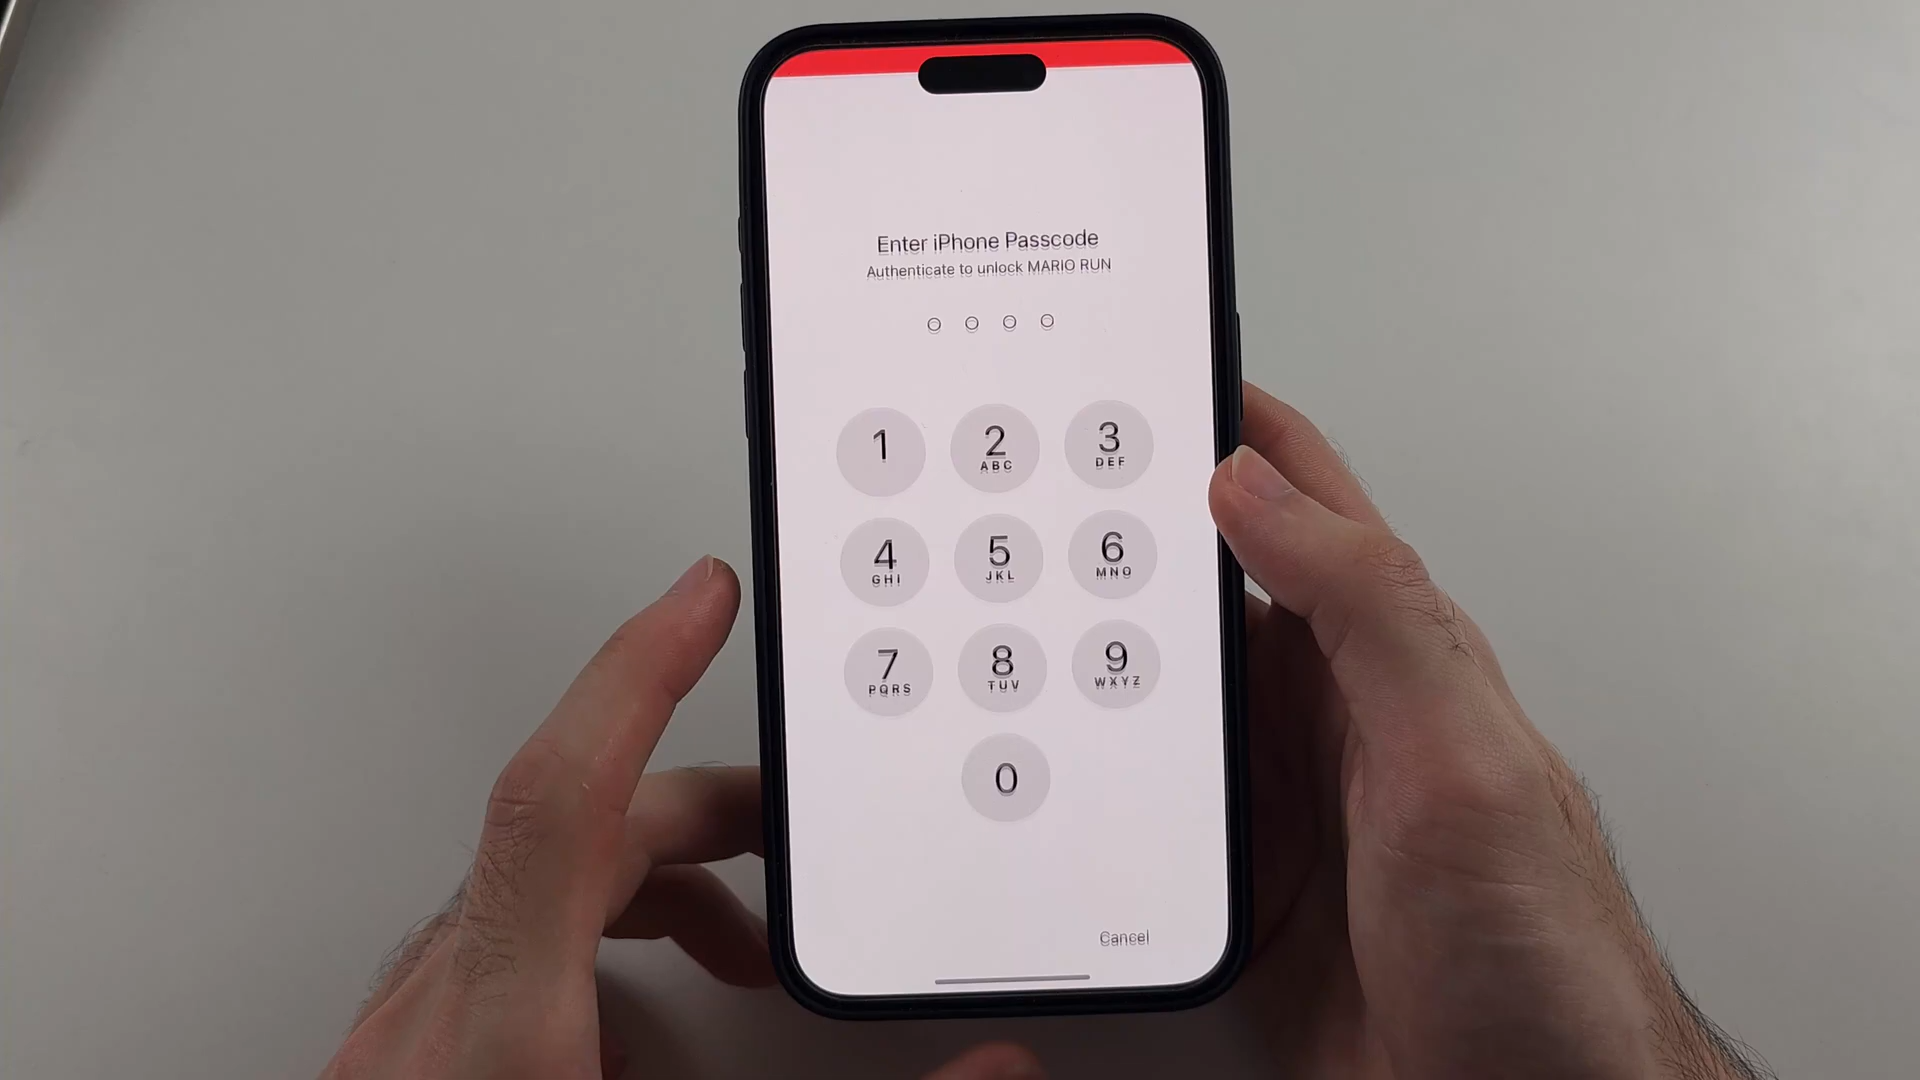 Enter iPhone Passcode
Authenticate to unlock MARIO RUN
1 2 3
ABC DEF
4 5 6
GHI JKL MNO
7 8 9
PQRS TUV WXYZ
0
Cancel